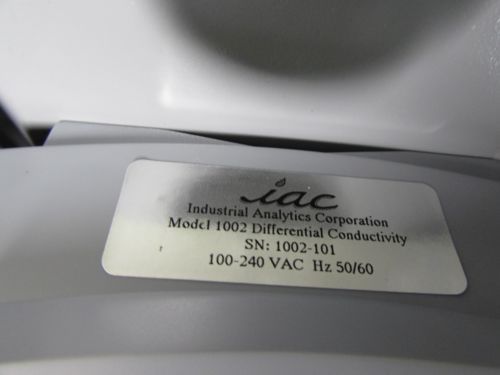 iac
Industrial Analytics Corporation
Model 1002 Differential Conductivity
SN: 1002-101
100-240 VAC Hz 50/60